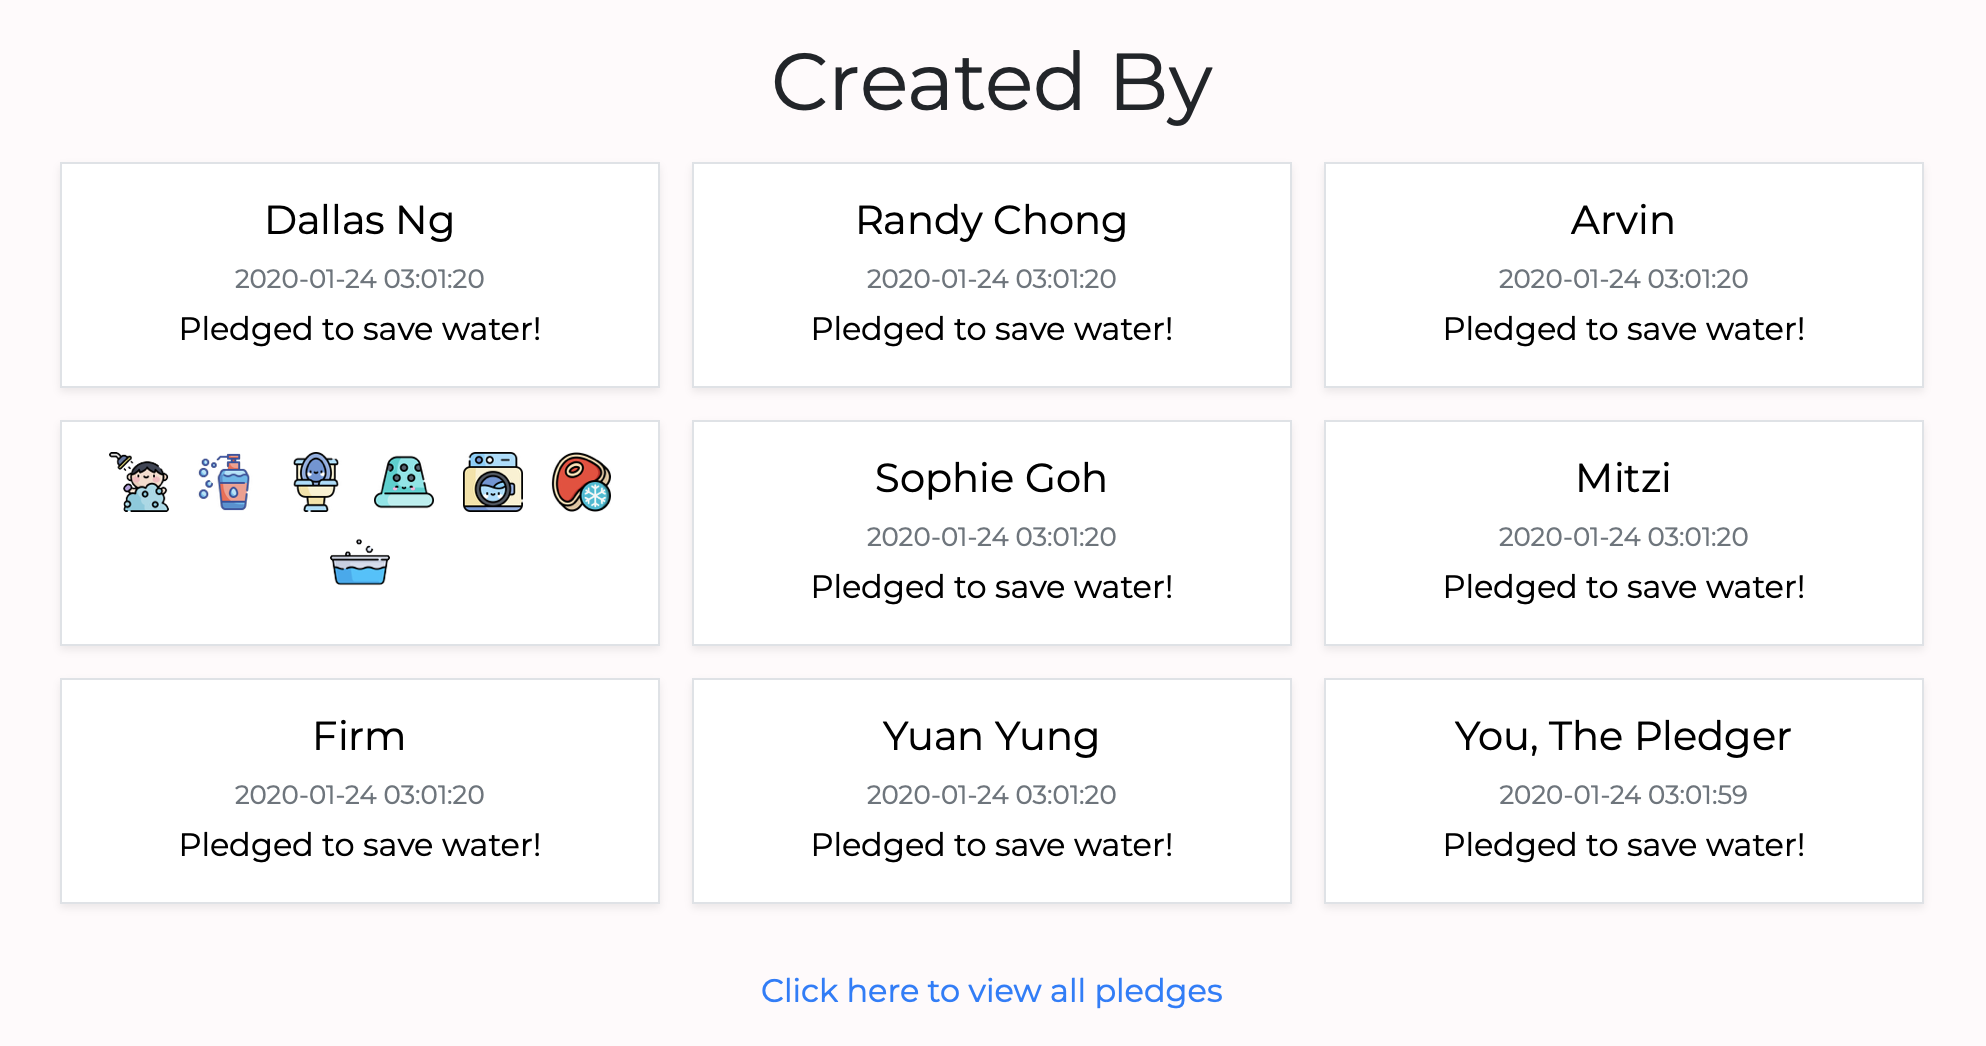 Created By
Dallas Ng
2020-01-24 03:01:20
Pledged to save water!
Randy Chong
2020-01-24 03:01:20
Pledged to save water!
Arvin
2020-01-24 03:01:20
Pledged to save water!
Sophie Goh
2020-01-24 03:01:20
Pledged to save water!
Mitzi
2020-01-24 03:01:20
Pledged to save water!
Firm
2020-01-24 03:01:20
Pledged to save water!
Yuan Yung
2020-01-24 03:01:20
Pledged to save water!
You, The Pledger
2020-01-24 03:01:59
Pledged to save water!
Click here to view all pledges